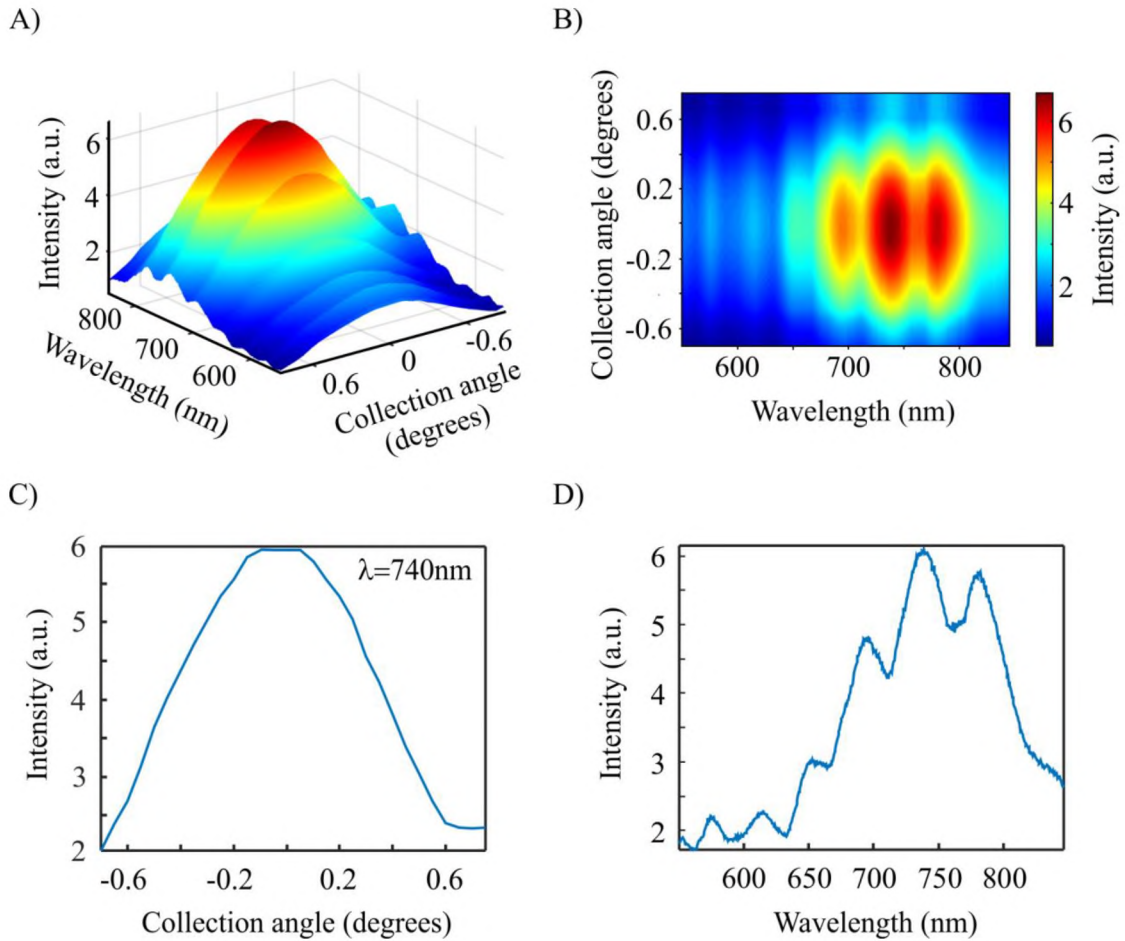 A)
Intensity (a.u.)
6
4
2
800
700
600
Wavelength (nm)
0.6
0
-0.6
Collection angle
(degrees)
B)
Collection angle (degrees)
0.6
0.2
-0.2
-0.6
600
700
800
Wavelength (nm)
6
4
2
Intensity (a.u.)
C)
Intensity (a.u.)
6
5
4
3
2
λ=740nm
-0.6
-0.2
0.2
0.6
Collection angle (degrees)
D)
Intensity (a.u.)
6
5
4
3
2
600
650
700
750
800
Wavelength (nm)